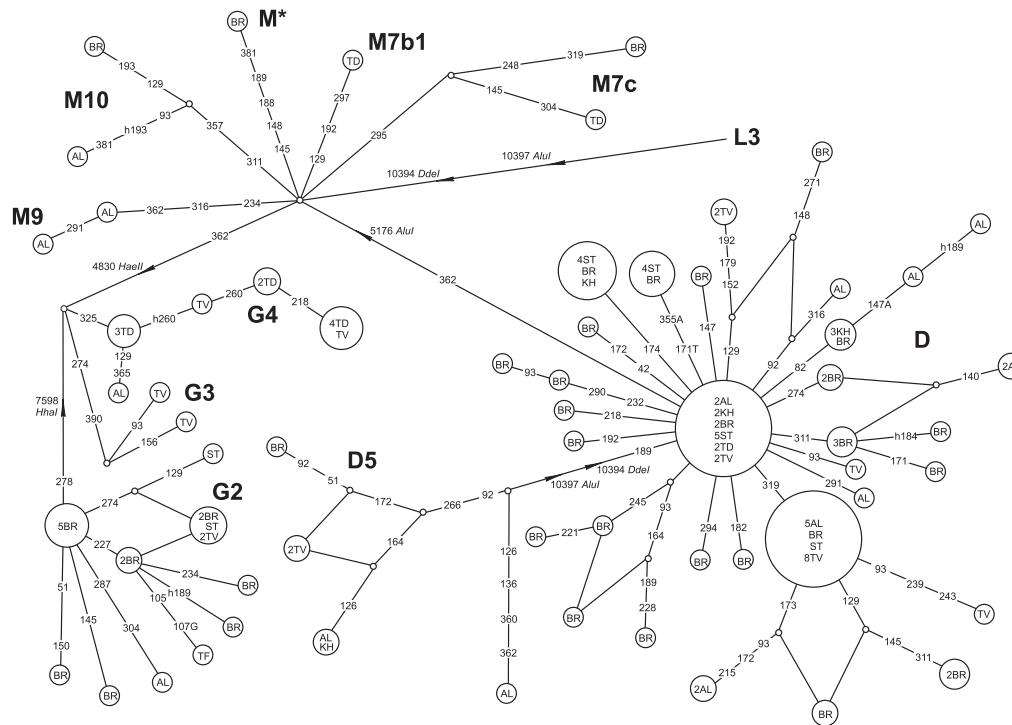 BR
M*
M7b1
BR
381
TD
248
319
BR
193
189
M7c
129
297
145
M10
188
304
TD
93
357
148
192
295
h193
L3
381
145
AL
311
129
10397 AluI
10394 DdeI
BR
271
M9
AL
362
316
234
2TV
148
291
AL
362
5176 AluI
192
h189
AL
4830 HaeII
4ST
BR
KH
4ST
BR
179
BR
152
AL
147A
362
2TD
260
218
TV
G4
h260
325
3TD
4TD
TV
355A
147
316
AL
3KH
BR
D
129
BR
172
174
171T
129
92
82
274
365
42
140
2A
AL
BR
93
BR
290
274
2BR
7598
HhaI
390
G3
TV
232
2AL
2KH
2BR
5ST
2TD
2TV
93
BR
218
TV
156
311
3BR
h184
BR
BR
192
93
TV
171
BR
BR
D5
189
129
ST
92
10394 DdeI
291
AL
278
10397 AluI
274
G2
51
172
266
92
319
5BR
2BR
ST
2TV
245
93
227
BR
221
BR
294
182
5AL
BR
ST
8TV
2BR
2TV
164
126
164
BR
BR
234
BR
93
51
287
105
h189
136
189
239
243
TV
145
126
173
129
304
107G
BR
360
BR
228
150
TF
AL
KH
362
BR
93
145
BR
AL
172
311
2BR
BR
AL
2AL
215
BR